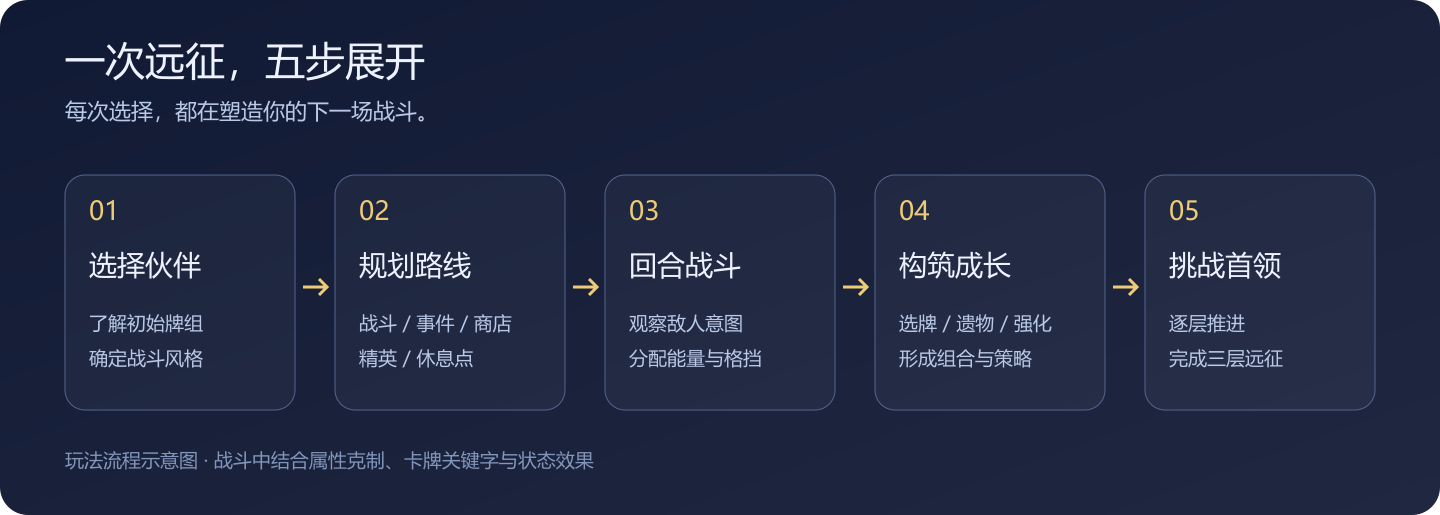 一次远征，五步展开
每次选择，都在塑造你的下一场战斗。
01
选择伙伴
了解初始牌组
确定战斗风格
02
规划路线
战斗 / 事件 / 商店
精英 / 休息点
03
回合战斗
观察敌人意图
分配能量与格挡
04
构筑成长
选牌 / 遗物 / 强化
形成组合与策略
05
挑战首领
逐层推进
完成三层远征
玩法流程示意图 · 战斗中结合属性克制、卡牌关键字与状态效果